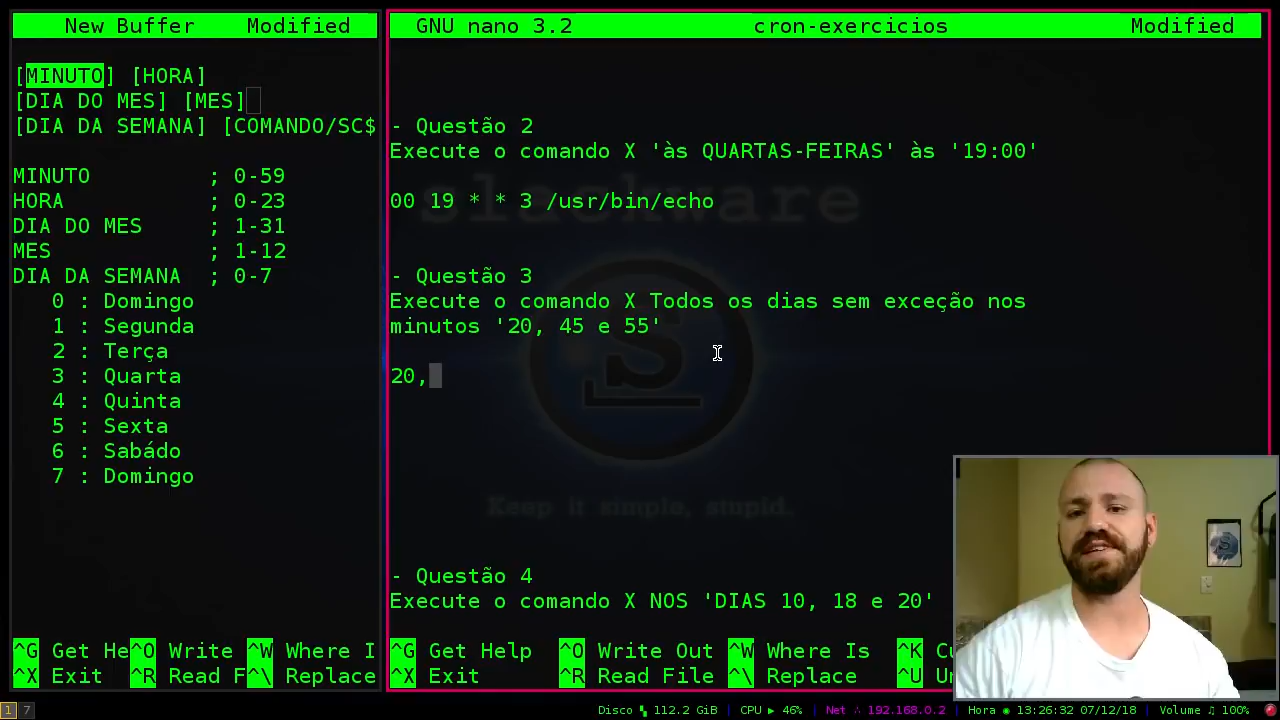 New Buffer Modified
[MINUTO] [HORA]
[DIA DO MES] [MES]
[DIA DA SEMANA] [COMANDO/SC$
MINUTO ; 0-59
HORA ; 0-23
DIA DO MES ; 1-31
MES ; 1-12
DIA DA SEMANA ; 0-7
0 : Domingo
1 : Segunda
2 : Terça
3 : Quarta
4 : Quinta
5 : Sexta
6 : Sabádo
7 : Domingo
^G Get He^O Write ^W Where I
^X Exit ^R Read F^\ Replace
GNU nano 3.2 cron-exercicios Modified
- Questão 2
Execute o comando X 'às QUARTAS-FEIRAS' às '19:00'
00 19 * * 3 /usr/bin/echo
- Questão 3
Execute o comando X Todos os dias sem exceção nos
minutos '20, 45 e 55'
20,
- Questão 4
Execute o comando X NOS 'DIAS 10, 18 e 20'
^G Get Help ^O Write Out ^W Where Is ^K
^X Exit ^R Read File ^\ Replace ^U
slackware
S
Keep it simple, stupid.
1 7 Disco 112.2 GiB | CPU ▶ 46% | Net ∴ 192.168.0.2 | Hora ◉ 13:26:32 07/12/18 | Volume ♫ 100%